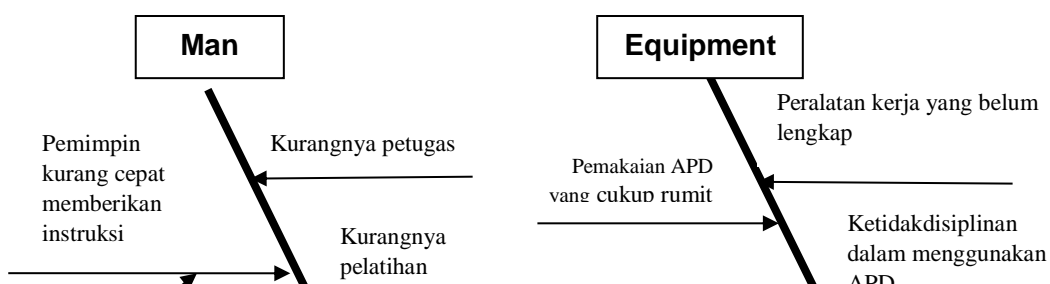 Man
Equipment
Pemimpin
kurang cepat
memberikan
instruksi
Kurangnya petugas
Kurangnya
pelatihan
Peralatan kerja yang belum
lengkap
Pemakaian APD
yang cukup rumit
Ketidakdisiplinan
dalam menggunakan
APD